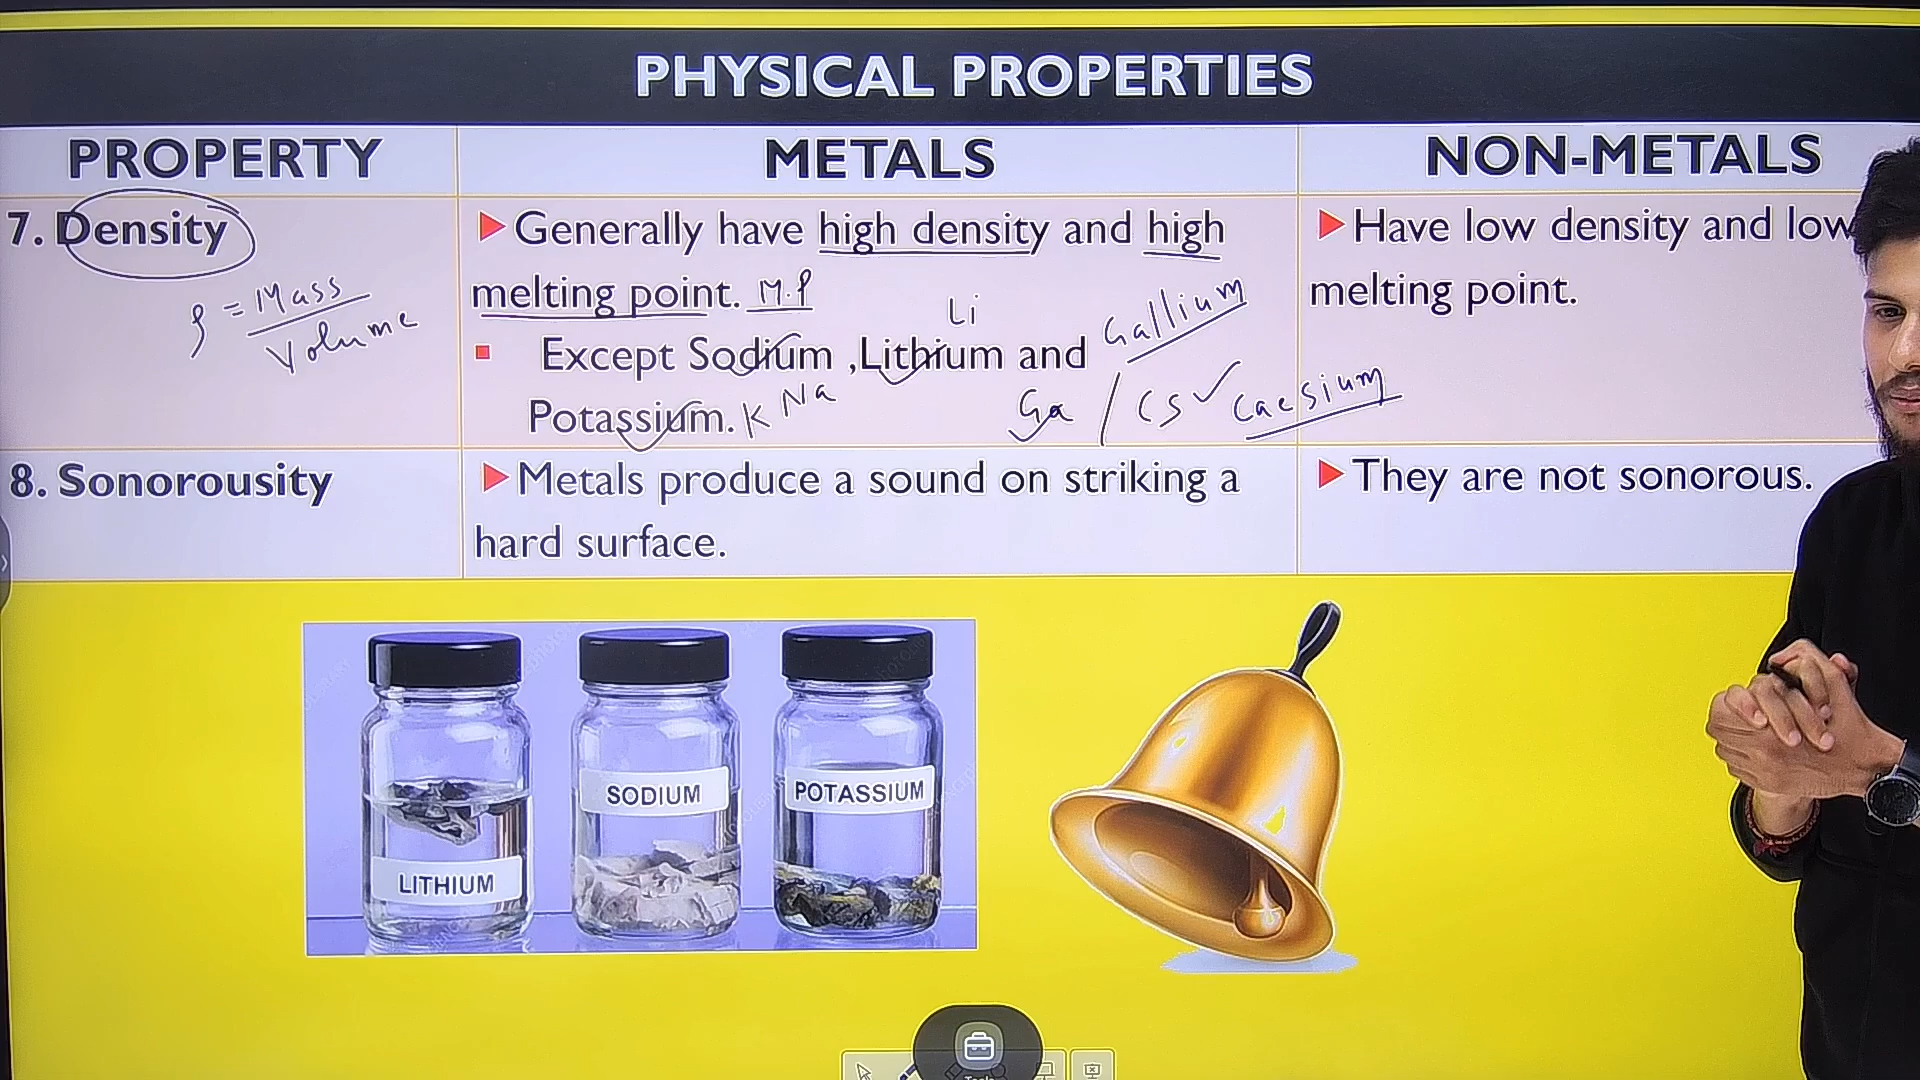 PHYSICAL PROPERTIES
PROPERTY
METALS
NON-METALS
7. Density
ρ = Mass
Volume
▶Generally have high density and high
melting point. M.P
Li
Gallium
▪ Except Sodium ,Lithium and
Potassium. K Na
Ga / Cs ✓ Caesium
▶Have low density and low
melting point.
8. Sonorousity
▶Metals produce a sound on striking a
hard surface.
▶They are not sonorous.
LITHIUM
SODIUM
POTASSIUM